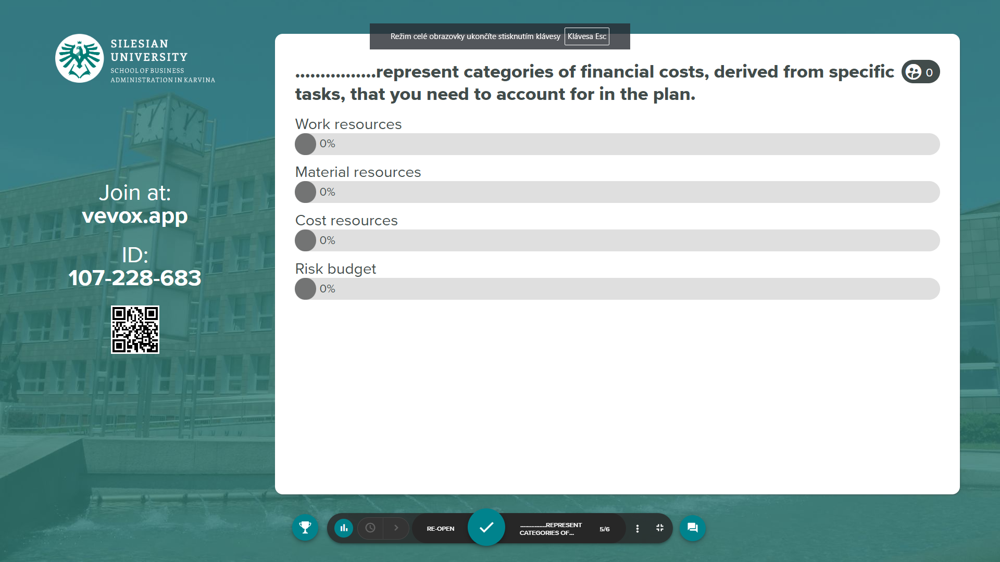 Režim celé obrazovky ukončíte stisknutím klávesy Klávesa Esc
SILESIAN
UNIVERSITY
SCHOOL OF BUSINESS
ADMINISTRATION IN KARVINA
Join at:
vevox.app
ID:
107-228-683
................represent categories of financial costs, derived from specific
tasks, that you need to account for in the plan.
0
Work resources
0%
Material resources
0%
Cost resources
0%
Risk budget
0%
RE-OPEN
................REPRESENT
CATEGORIES OF...
5/6